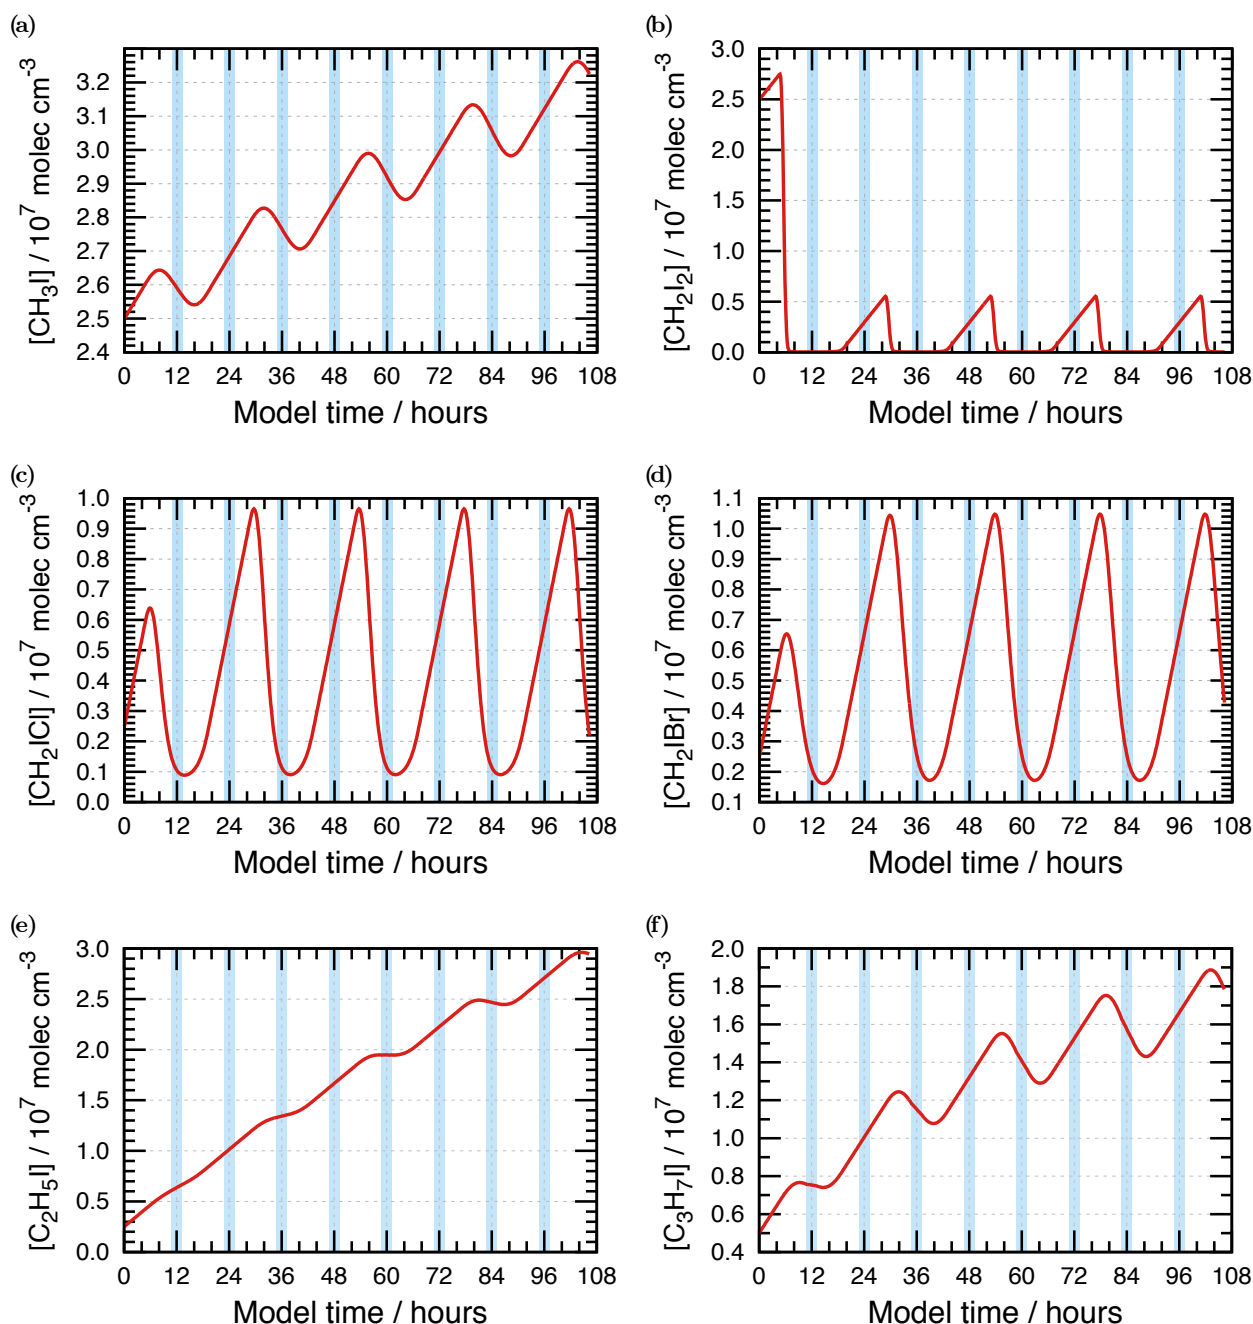 (a)
[CH3I] / 10^7 molec cm^-3
3.2
3.1
3.0
2.9
2.8
2.7
2.6
2.5
2.4
0 12 24 36 48 60 72 84 96 108
Model time / hours
(b)
[CH2I2] / 10^7 molec cm^-3
3.0
2.5
2.0
1.5
1.0
0.5
0.0
0 12 24 36 48 60 72 84 96 108
Model time / hours
(c)
[CH2ICl] / 10^7 molec cm^-3
1.0
0.9
0.8
0.7
0.6
0.5
0.4
0.3
0.2
0.1
0.0
0 12 24 36 48 60 72 84 96 108
Model time / hours
(d)
[CH2IBr] / 10^7 molec cm^-3
1.1
1.0
0.9
0.8
0.7
0.6
0.5
0.4
0.3
0.2
0.1
0 12 24 36 48 60 72 84 96 108
Model time / hours
(e)
[C2H5I] / 10^7 molec cm^-3
3.0
2.5
2.0
1.5
1.0
0.5
0.0
0 12 24 36 48 60 72 84 96 108
Model time / hours
(f)
[C3H7I] / 10^7 molec cm^-3
2.0
1.8
1.6
1.4
1.2
1.0
0.8
0.6
0.4
0 12 24 36 48 60 72 84 96 108
Model time / hours